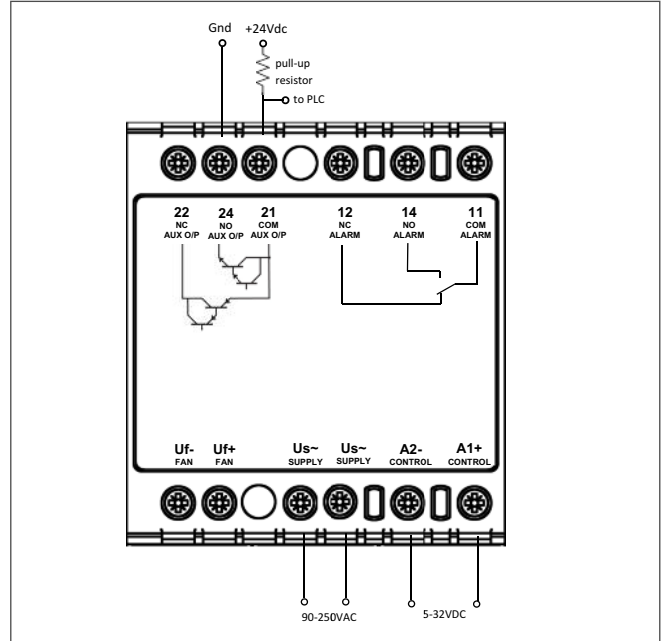 Gnd +24Vdc
pull-up
resistor
to PLC
22 24 21 12 14 11
NC NO COM NC NO COM
AUX O/P AUX O/P AUX O/P ALARM ALARM ALARM
Uf- Uf+ Us~ Us~ A2- A1+
FAN FAN SUPPLY SUPPLY CONTROL CONTROL
90-250VAC 5-32VDC